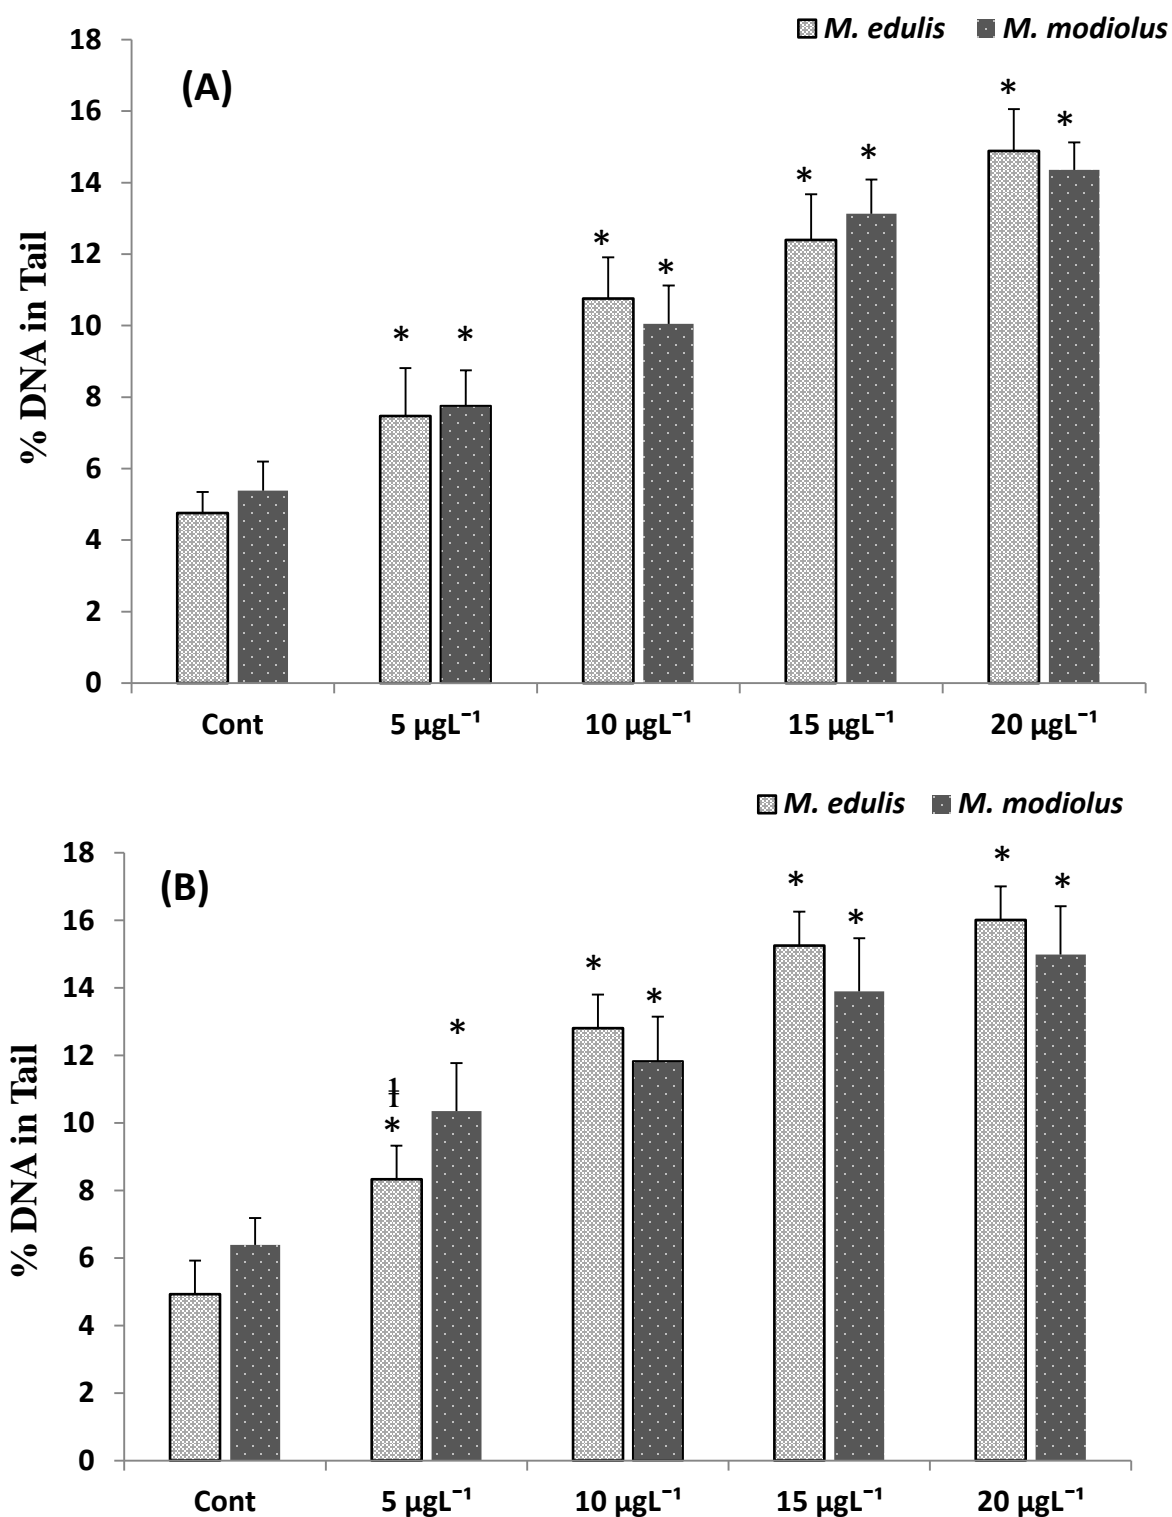 M. edulis M. modiolus
(A)
% DNA in Tail
18
16
14
12
10
8
6
4
2
0
* * * * * * * *
Cont 5 µgL⁻¹ 10 µgL⁻¹ 15 µgL⁻¹ 20 µgL⁻¹
M. edulis M. modiolus
(B)
% DNA in Tail
18
16
14
12
10
8
6
4
2
0
* * * * * * * *
Cont 5 µgL⁻¹ 10 µgL⁻¹ 15 µgL⁻¹ 20 µgL⁻¹